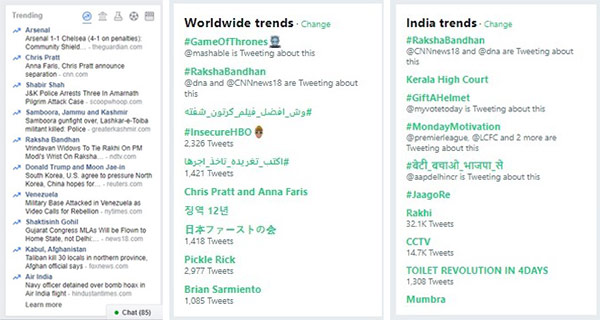 Trending
Arsenal
Arsenal 1-1 Chelsea (4-1 on penalties):
Community Shield... - theguardian.com
Chris Pratt
Anna Faris, Chris Pratt announce
separation - cnn.com
Shabir Shah
J&K Police Arrests Three In Amarnath
Pilgrim Attack Case - scoopwhoop.com
Samboora, Jammu and Kashmir
Samboora gunfight over, Lashkar-e-Toiba
militant killed: Police - greaterkashmir.com
Raksha Bandhan
Vrindavan Widows To Tie Rakhi On PM
Modi's Wrist On Raksha... - ndtv.com
Donald Trump and Moon Jae-in
South Korea, U.S. agree to pressure North
Korea, China hopes for... - reuters.com
Venezuela
Military Base Attacked in Venezuela as
Video Calls for Rebellion - nytimes.com
Shaktisinh Gohil
Gujarat Congress MLAs Will be Flown to
Home State, not Delhi:... - news18.com
Kabul, Afghanistan
Taliban kill 30 locals in northern province,
Afghan official says - foxnews.com
Air India
Navy officer detained over bomb hoax in
Air India flight - hindustantimes.com
Learn more
Chat (85)
Worldwide trends · Change
#GameOfThrones
@mashable is Tweeting about this
#RakshaBandhan
@dna and @CNNnews18 are Tweeting about
this
#وش_افضل_فيلم_كرتون_شفته
#InsecureHBO
2,326 Tweets
#اكتب_تغريده_تاخذ_اجرها
1,421 Tweets
Chris Pratt and Anna Faris
징역 12년
日本ファーストの会
1,418 Tweets
Pickle Rick
2,977 Tweets
Brian Sarmiento
1,085 Tweets
India trends · Change
#RakshaBandhan
@CNNnews18 and @dna are Tweeting about
this
Kerala High Court
#GiftAHelmet
@myvotetoday is Tweeting about this
#MondayMotivation
@premierleague, @LCFC and 2 more are
Tweeting about this
#बेटी_बचाओ_भाजपा_से
@aapdelhincr is Tweeting about this
#JaagoRe
Rakhi
32.1K Tweets
CCTV
14.7K Tweets
TOILET REVOLUTION IN 4DAYS
1,308 Tweets
Mumbra